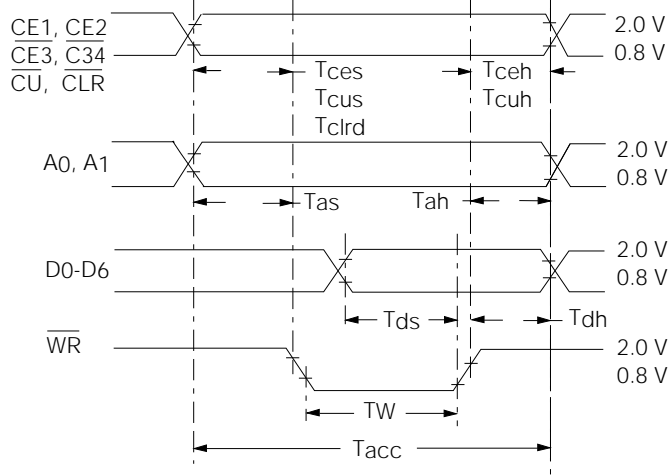 CE1, CE2
CE3, C34
CU, CLR
2.0 V
0.8 V
Tces
Tcus
Tclrd
Tceh
Tcuh
A0, A1
2.0 V
0.8 V
Tas
Tah
D0-D6
2.0 V
0.8 V
Tds
Tdh
WR
2.0 V
0.8 V
TW
Tacc